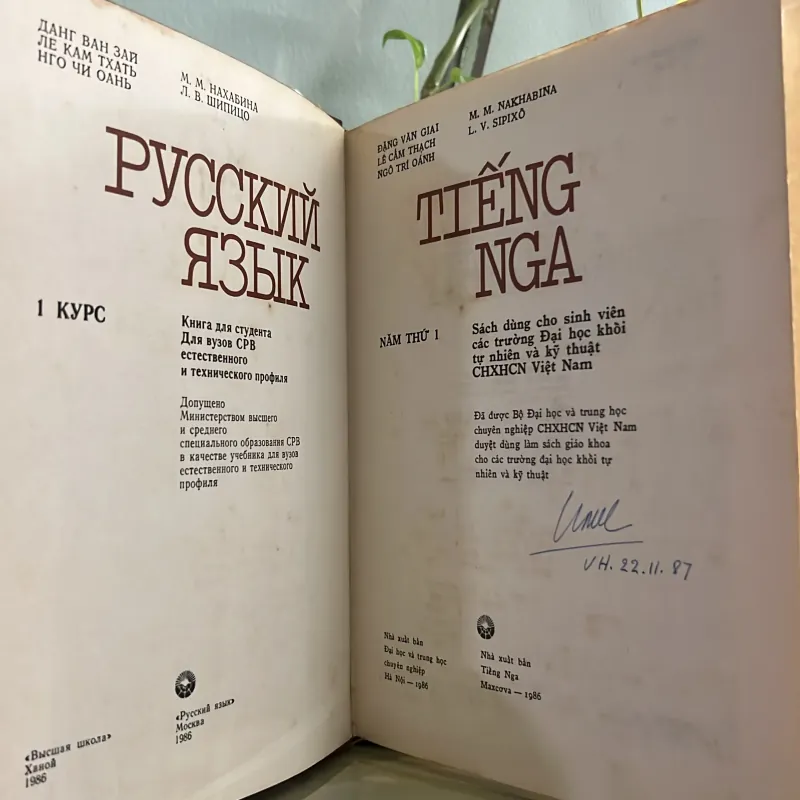 ДАНГ ВАН ЗАЙ
ЛЕ КАМ ТХАТЬ
НГО ЧИ ОАНЬ
М. М. НАХАБИНА
Л. В. ШИПИЦО
РУССКИЙ
ЯЗЫК
1 КУРС
Книга для студента
Для вузов СРВ
естественного
и технического профиля
Допущено
Министерством высшего
и среднего
специального образования СРВ
в качестве учебника для вузов
естественного и технического
профиля
«Высшая школа»
Ханой
1986
«Русский язык»
Москва
1986
ĐẶNG VĂN GIAI
LÊ CẨM THẠCH
NGÔ TRÍ OÁNH
M. M. NAKHABINA
L. V. SIPIXÔ
TIẾNG
NGA
NĂM THỨ 1
Sách dùng cho sinh viên
các trường Đại học khối
tự nhiên và kỹ thuật
CHXHCN Việt Nam
Đã được Bộ Đại học và trung học
chuyên nghiệp CHXHCN Việt Nam
duyệt dùng làm sách giáo khoa
cho các trường đại học khối tự
nhiên và kỹ thuật
VH. 22.11.87
Nhà xuất bản
Đại học và trung học
chuyên nghiệp
Hà Nội — 1986
Nhà xuất bản
Tiếng Nga
Maxcơva — 1986